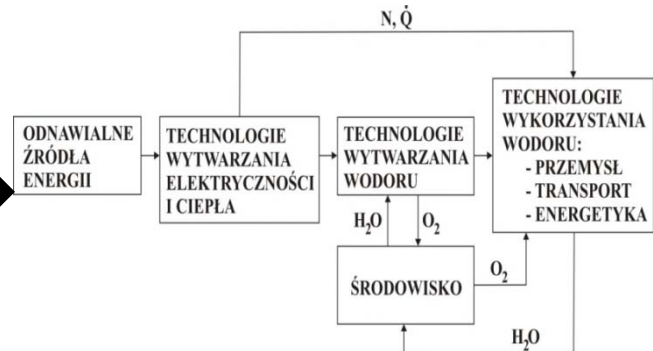 N, Q̇
ODNAWIALNE
ŹRÓDŁA
ENERGII
TECHNOLOGIE
WYTWARZANIA
ELEKTRYCZNOŚCI
I CIEPŁA
TECHNOLOGIE
WYTWARZANIA
WODORU
TECHNOLOGIE
WYKORZYSTANIA
WODORU:
- PRZEMYSŁ
- TRANSPORT
- ENERGETYKA
H₂O
O₂
ŚRODOWISKO
O₂
H₂O